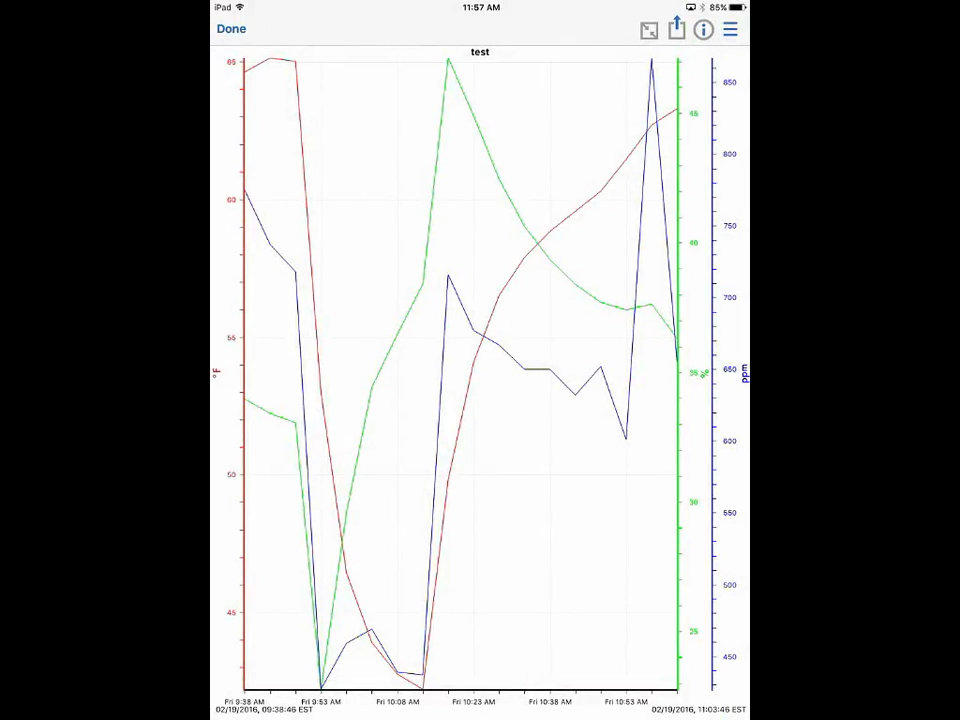 iPad 11:57 AM 85%
Done
test
65
60
55
50
45
°F
45
40
35
30
25
%
850
800
750
700
650
600
550
500
450
ppm
Fri 9:38 AM Fri 9:53 AM Fri 10:08 AM Fri 10:23 AM Fri 10:38 AM Fri 10:53 AM
02/19/2016, 09:38:46 EST 02/19/2016, 11:03:46 EST